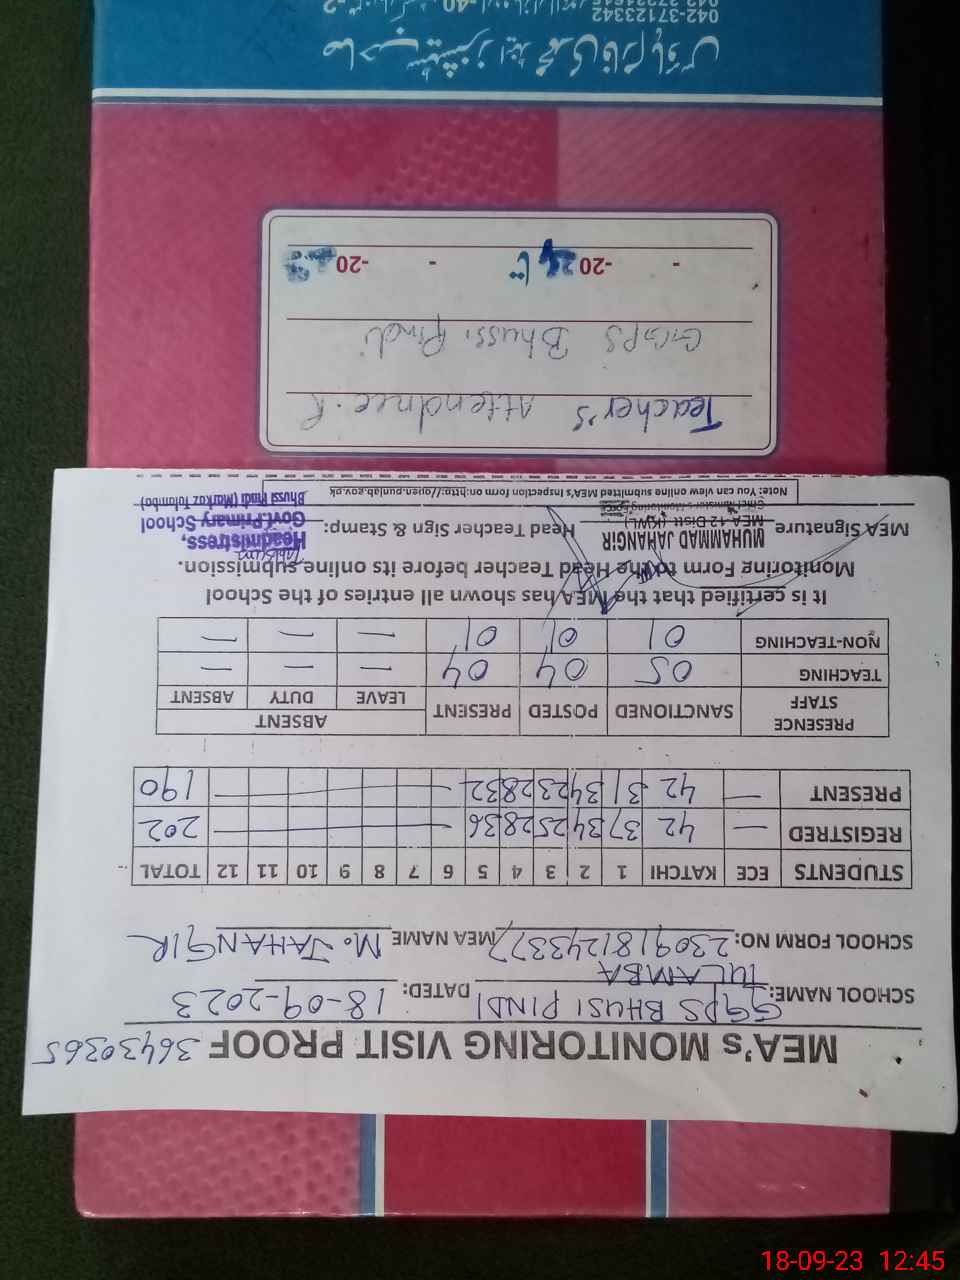 MEA's MONITORING VISIT PROOF 36430365
SCHOOL NAME: GGPS BHUSI PINDI DATED: 18-09-2023
TULAMBA
SCHOOL FORM NO: 230918124337 MEA NAME M. JAHANGIR
STUDENTS ECE KATCHI 1 2 3 4 5 6 7 8 9 10 11 12 TOTAL
REGISTRED — 42 37 34 25 28 36 — 202
PRESENT — 42 31 34 23 28 32 — 190
PRESENCE STAFF SANCTIONED POSTED PRESENT ABSENT
LEAVE DUTY ABSENT
TEACHING 05 04 04 — — —
NON-TEACHING 01 01 01 — — —
It is certified that the MEA has shown all entries of the School
Monitoring Form to the Head Teacher before its online submission.
MEA Signature MUHAMMAD JAHANGIR Head Teacher Sign & Stamp:
MEA-12 Distt (KWL)
Headmistress,
Govt.Primary School
Bhussi Pindi (Markaz Tulamba)
Note: You can view online submitted MEA's inspection form on:http://open.punjab.gov.pk
Teacher's Attendnce. R
GGPS Bhussi Pindi
-20 24 تا - -20
042-37123342
18-09-23 12:45